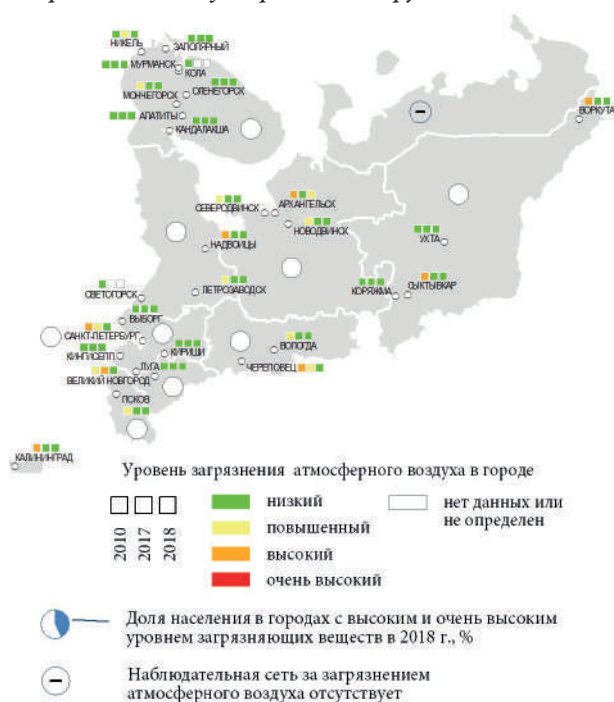 НИКЕЛЬ
ЗАПОЛЯРНЫЙ
МУРМАНСК
КОЛА
ОЛЕНЕГОРСК
МОНЧЕГОРСК
АПАТИТЫ
КАНДАЛАКША
ВОРКУТА
СЕВЕРОДВИНСК
АРХАНГЕЛЬСК
НОВОДВИНСК
НАДВОИЦЫ
УХТА
СВЕТОГОРСК
ПЕТРОЗАВОДСК
КОРЯЖМА
СЫКТЫВКАР
ВЫБОРГ
САНКТ-ПЕТЕРБУРГ
КИНГИСЕПП
КИРИШИ
ВОЛОГДА
ЛУГА
ЧЕРЕПОВЕЦ
ВЕЛИКИЙ НОВГОРОД
ПСКОВ
КАЛИНИНГРАД
Уровень загрязнения атмосферного воздуха в городе
2010
2017
2018
низкий
повышенный
высокий
очень высокий
нет данных или
не определен
Доля населения в городах с высоким и очень высоким
уровнем загрязняющих веществ в 2018 г., %
Наблюдательная сеть за загрязнением
атмосферного воздуха отсутствует